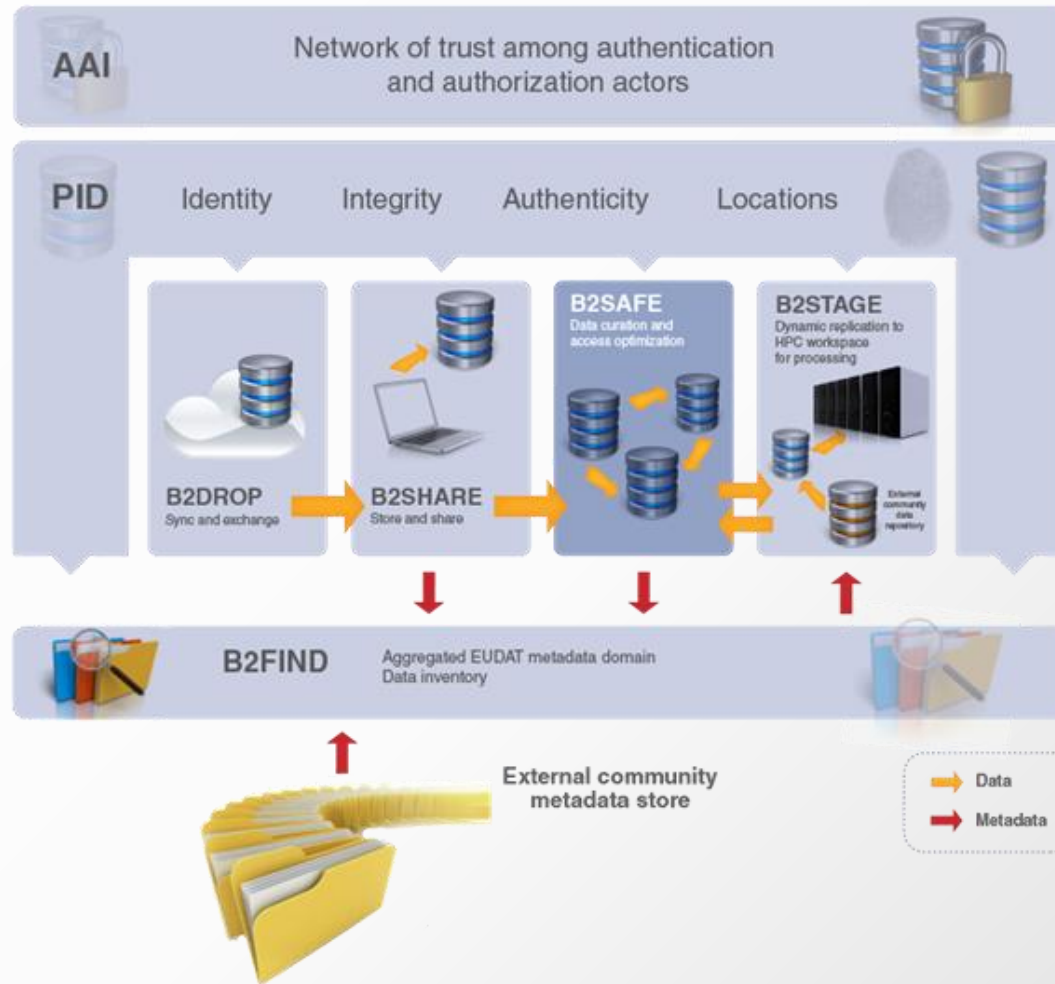 AAI
Network of trust among authentication
and authorization actors
PID
Identity
Integrity
Authenticity
Locations
B2DROP
Sync and exchange
B2SHARE
Store and share
B2SAFE
Data curation and
access optimization
B2STAGE
Dynamic replication to
HPC workspace
for processing
External
community
data
repository
B2FIND
Aggregated EUDAT metadata domain
Data inventory
External community
metadata store
Data
Metadata